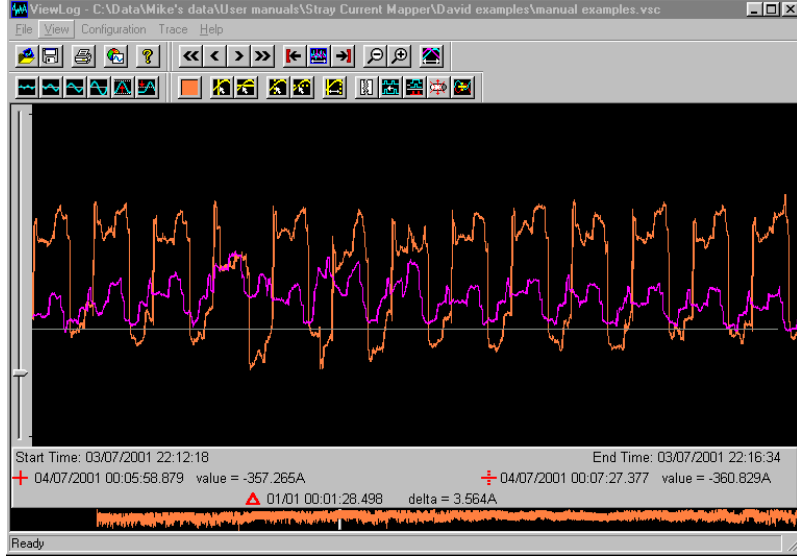 ViewLog - C:\Data\Mike's data\User manuals\Stray Current Mapper\David examples\manual examples.vsc
File View Configuration Trace Help
Start Time: 03/07/2001 22:12:18 End Time: 03/07/2001 22:16:34
04/07/2001 00:05:58.879 value = -357.265A 04/07/2001 00:07:27.377 value = -360.829A
01/01 00:01:28.498 delta = 3.564A
Ready